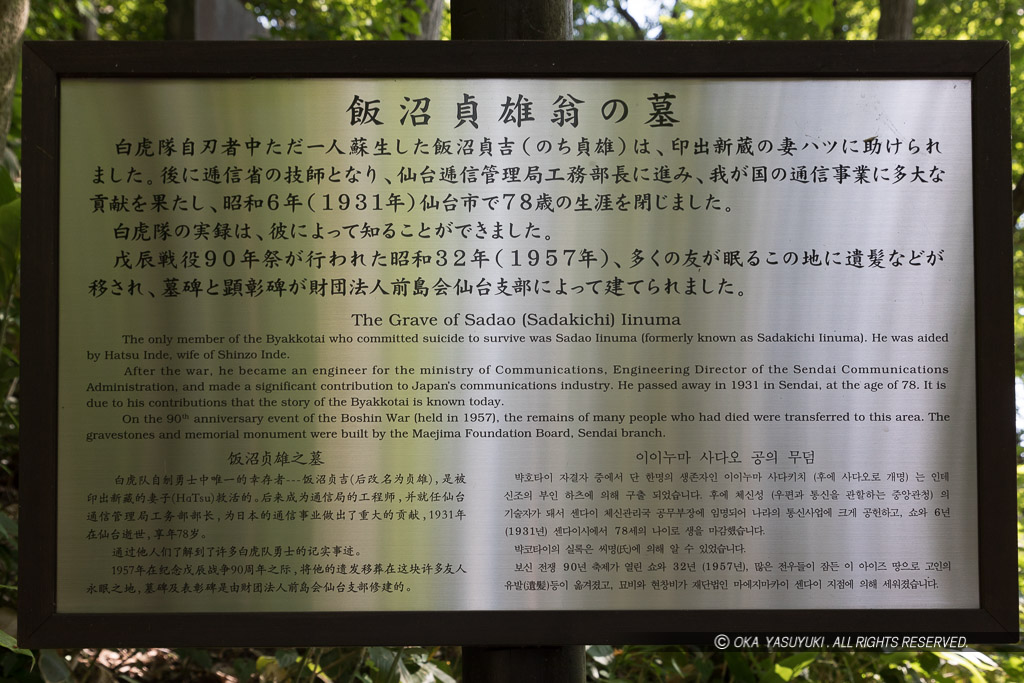 飯沼貞雄翁の墓
白虎隊自刃者中ただ一人蘇生した飯沼貞吉(のち貞雄)は、印出新蔵の妻ハツに助けられ
ました。後に逓信省の技師となり、仙台逓信管理局工務部長に進み、我が国の通信事業に多大な
貢献を果たし、昭和6年(1931年)仙台市で78歳の生涯を閉じました。
白虎隊の実録は、彼によって知ることができました。
戊辰戦役90年祭が行われた昭和32年(1957年)、多くの友が眠るこの地に遺髪などが
移され、墓碑と顕彰碑が財団法人前島会仙台支部によって建てられました。
The Grave of Sadao (Sadakichi) Iinuma
The only member of the Byakkotai who committed suicide to survive was Sadao Iinuma (formerly known as Sadakichi Iinuma). He was aided
by Hatsu Inde, wife of Shinzo Inde.
After the war, he became an engineer for the ministry of Communications, Engineering Director of the Sendai Communications
Administration, and made a significant contribution to Japan's communications industry. He passed away in 1931 in Sendai, at the age of 78. It is
due to his contributions that the story of the Byakkotai is known today.
On the 90th anniversary event of the Boshin War (held in 1957), the remains of many people who had died were transferred to this area. The
gravestones and memorial monument were built by the Maejima Foundation Board, Sendai branch.
饭沼贞雄之墓
白虎队自刎勇士中唯一的幸存者---饭沼贞吉(后改名为贞雄),是被
印出新藏的妻子(HaTsu)救活的。后来成为通信局的工程师,并就任仙台
通信管理局工务部部长,为日本的通信事业做出了重大的贡献,1931年
在仙台逝世,享年78岁。
通过他人们了解到了许多白虎队勇士的记实事迹。
1957年在纪念戊辰战争90周年之际,将他的遗发移葬在这块许多友人
永眠之地,墓碑及表彰碑是由财团法人前岛会仙台支部修建的。
이이누마 사다오 공의 무덤
뱍호타이 자결자 중에서 단 한명의 생존자인 이이누마 사다키치 (후에 사다오로 개명) 는 인데
신조의 부인 하츠에 의해 구출 되었습니다. 후에 체신성 (우편과 통신을 관할하는 중앙관청) 의
기술자가 돼서 센다이 체신관리국 공무부장에 임명되어 나라의 통신사업에 크게 공헌하고, 쇼와 6년
(1931년) 센다이시에서 78세의 나이로 생을 마감했습니다.
뱍코타이의 실록은 씨명(氏)에 의해 알 수 있었습니다.
보신 전쟁 90년 축제가 열린 쇼와 32년 (1957년), 많은 전우들이 잠든 이 아이즈 땅으로 고인의
유발(遺髮)등이 옮겨졌고, 묘비와 현창비가 재단법인 마에지마카이 센다이 지점에 의해 세워졌습니다.
© OKA YASUYUKI. ALL RIGHTS RESERVED.